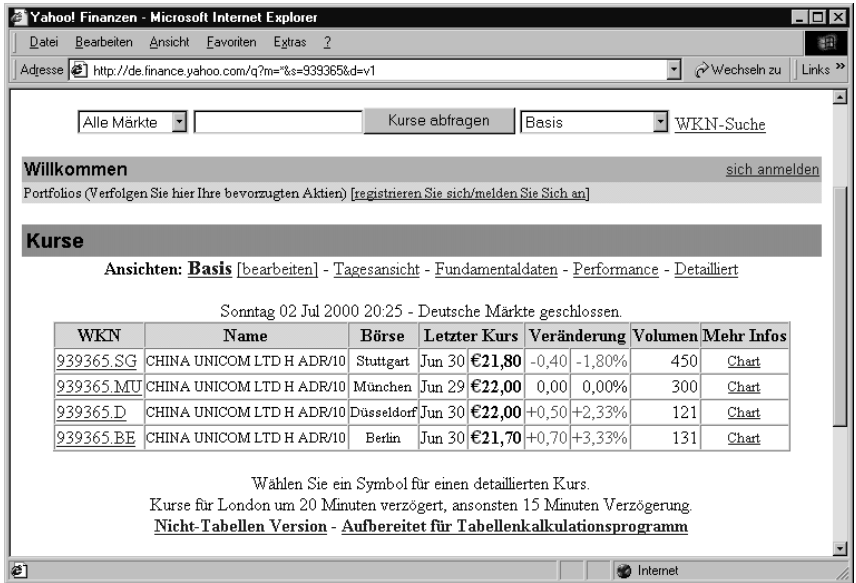 Yahoo! Finanzen - Microsoft Internet Explorer
Datei Bearbeiten Ansicht Favoriten Extras ?
Adresse http://de.finance.yahoo.com/q?m=*&s=939365&d=v1 Wechseln zu Links »
Alle Märkte Kurse abfragen Basis WKN-Suche
Willkommen sich anmelden
Portfolios (Verfolgen Sie hier Ihre bevorzugten Aktien) [registrieren Sie sich/melden Sie Sich an]
Kurse
Ansichten: Basis [bearbeiten] - Tagesansicht - Fundamentaldaten - Performance - Detailliert
Sonntag 02 Jul 2000 20:25 - Deutsche Märkte geschlossen.
WKN Name Börse Letzter Kurs Veränderung Volumen Mehr Infos
939365.SG CHINA UNICOM LTD H ADR/10 Stuttgart Jun 30 €21,80 -0,40 -1,80% 450 Chart
939365.MU CHINA UNICOM LTD H ADR/10 München Jun 29 €22,00 0,00 0,00% 300 Chart
939365.D CHINA UNICOM LTD H ADR/10 Düsseldorf Jun 30 €22,00 +0,50 +2,33% 121 Chart
939365.BE CHINA UNICOM LTD H ADR/10 Berlin Jun 30 €21,70 +0,70 +3,33% 131 Chart
Wählen Sie ein Symbol für einen detaillierten Kurs.
Kurse für London um 20 Minuten verzögert, ansonsten 15 Minuten Verzögerung.
Nicht-Tabellen Version - Aufbereitet für Tabellenkalkulationsprogramm
Internet